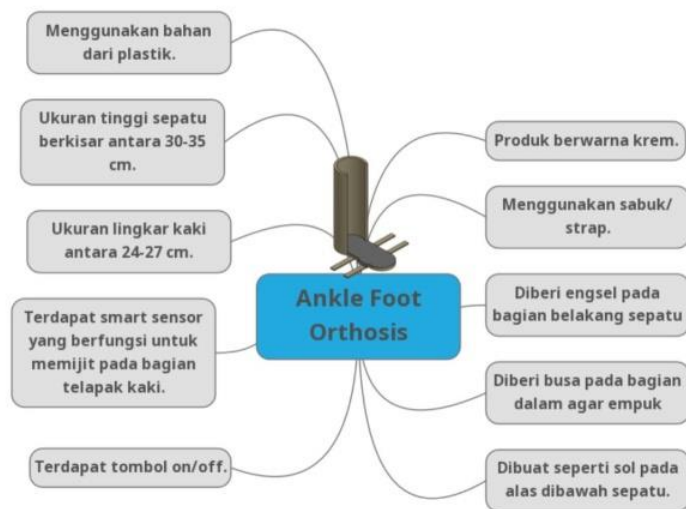 Menggunakan bahan
dari plastik.
Ukuran tinggi sepatu
berkisar antara 30-35
cm.
Ukuran lingkar kaki
antara 24-27 cm.
Terdapat smart sensor
yang berfungsi untuk
memijit pada bagian
telapak kaki.
Terdapat tombol on/off.
Ankle Foot
Orthosis
Produk berwarna krem.
Menggunakan sabuk/
strap.
Diberi engsel pada
bagian belakang sepatu
Diberi busa pada bagian
dalam agar empuk
Dibuat seperti sol pada
alas dibawah sepatu.